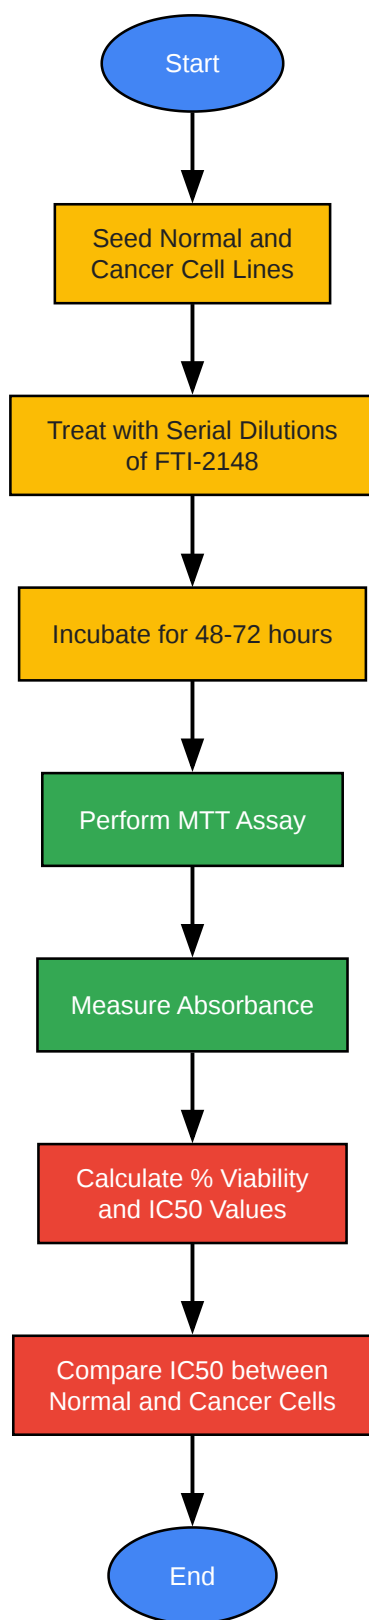 Start
Seed Normal and
Cancer Cell Lines
Treat with Serial Dilutions
of FTI-2148
Incubate for 48-72 hours
Perform MTT Assay
Measure Absorbance
Calculate % Viability
and IC50 Values
Compare IC50 between
Normal and Cancer Cells
End